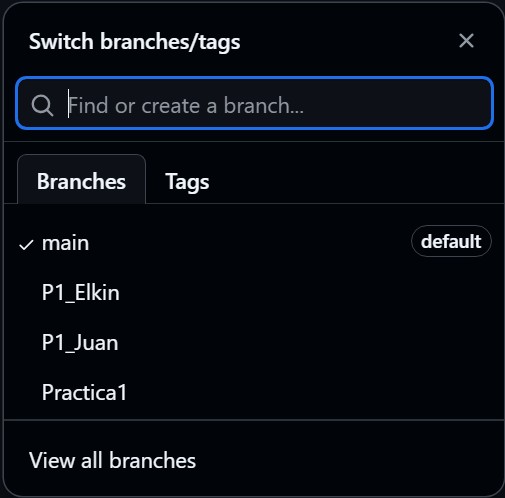 Switch branches/tags
Find or create a branch...
Branches Tags
main default
P1_Elkin
P1_Juan
Practica1
View all branches